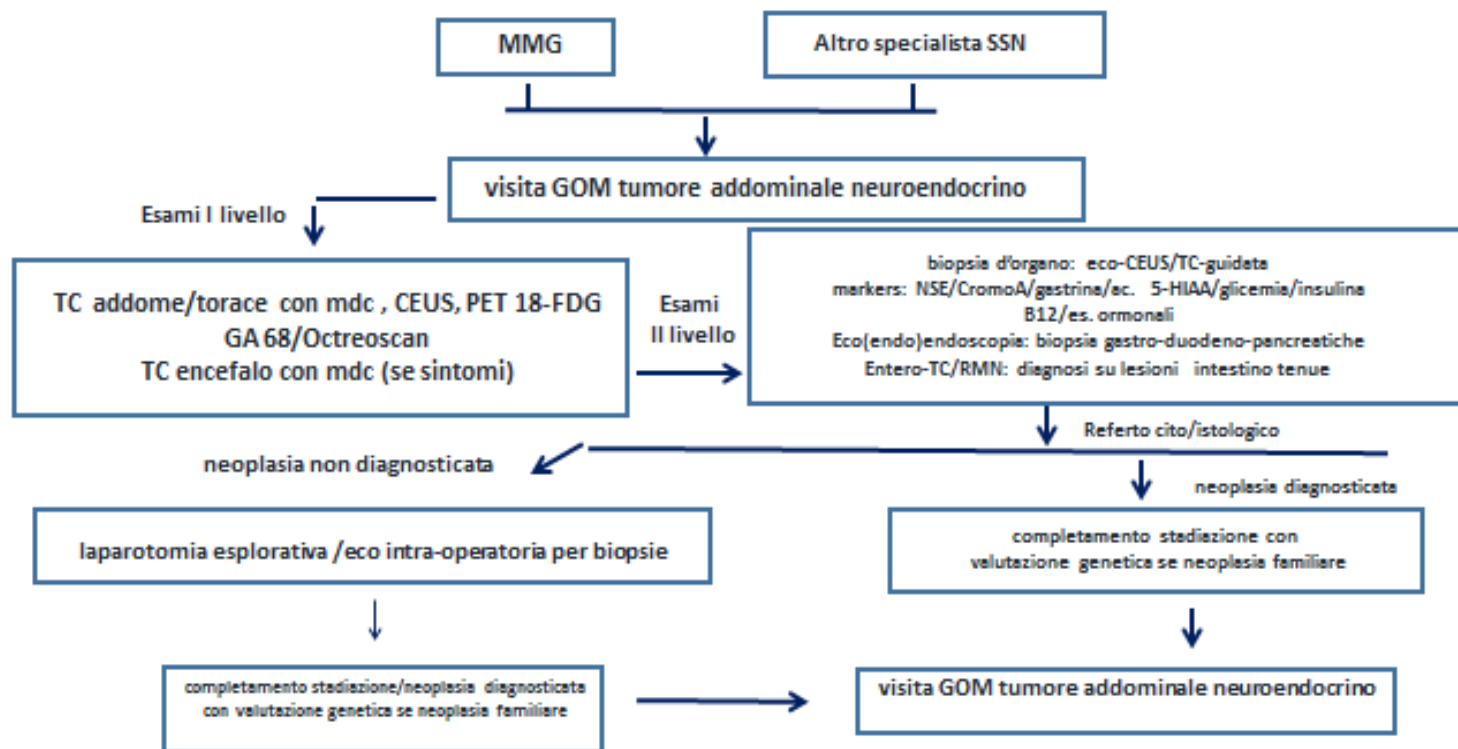 MMG
Altro specialista SSN
visita GOM tumore addominale neuroendocrino
Esami I livello
TC addome/torace con mdc , CEUS, PET 18-FDG
GA 68/Octreoscan
TC encefalo con mdc (se sintomi)
Esami
II livello
biopsia d'organo: eco-CEUS/TC-guidata
markers: NSE/CromoA/gastrina/ac. 5-HIAA/glicemia/insulina
B12/es. ormonali
Eco(endo)endoscopia: biopsia gastro-duodeno-pancreatiche
Entero-TC/RMN: diagnosi su lesioni intestino tenue
Referto cito/istologico
neoplasia non diagnosticata
neoplasia diagnosticata
laparotomia esplorativa /eco intra-operatoria per biopsie
completamento stadiazione con
valutazione genetica se neoplasia familiare
completamento stadiazione/neoplasia diagnosticata
con valutazione genetica se neoplasia familiare
visita GOM tumore addominale neuroendocrino